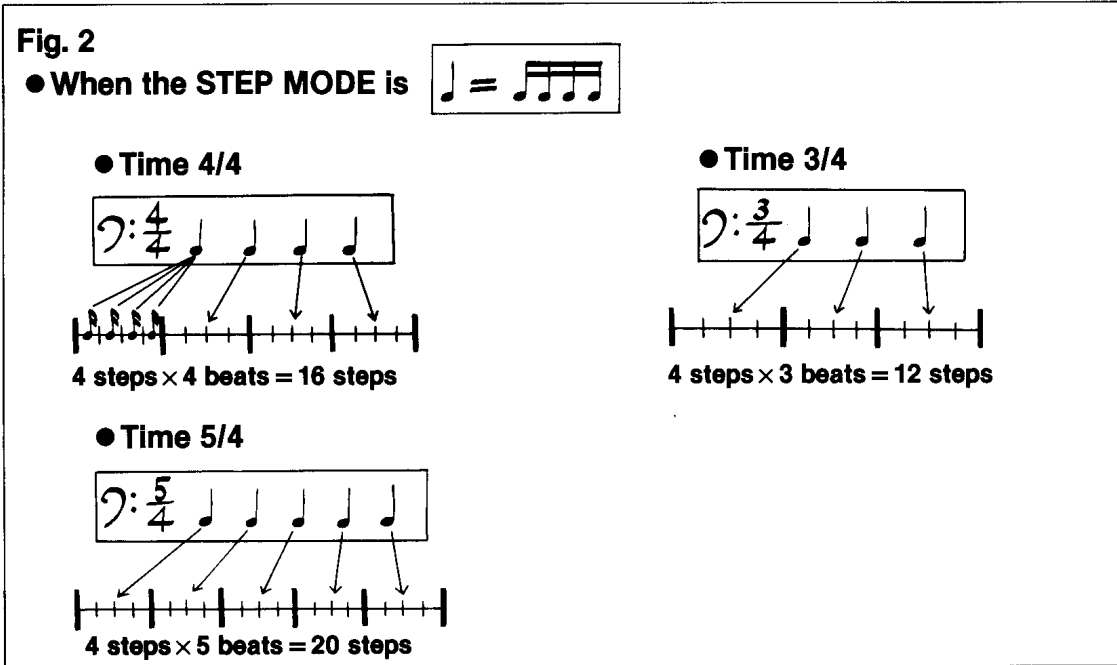 Fig. 2
● When the STEP MODE is ♩ = ♬♬
● Time 4/4
4/4
4 steps × 4 beats = 16 steps
● Time 3/4
3/4
4 steps × 3 beats = 12 steps
● Time 5/4
5/4
4 steps × 5 beats = 20 steps